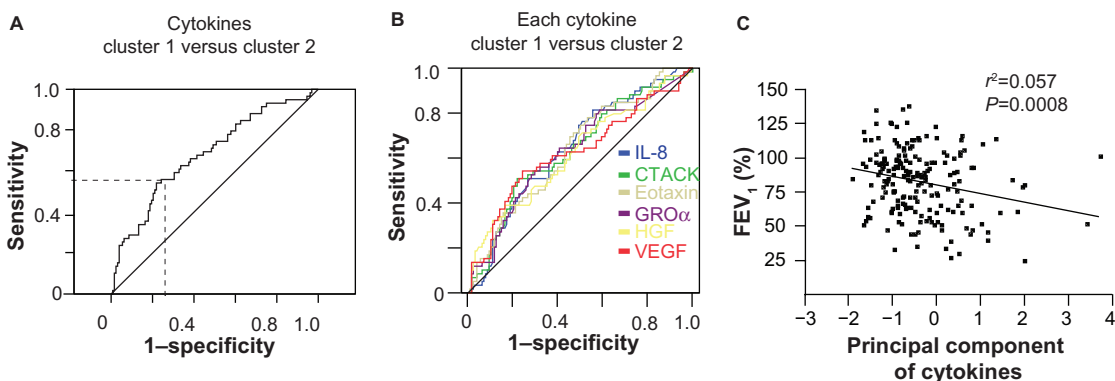 A
Cytokines
cluster 1 versus cluster 2
Sensitivity
1.0
0.8
0.4
0
0
0.4
0.8
1.0
1–specificity
B
Each cytokine
cluster 1 versus cluster 2
Sensitivity
1.0
0.8
0.4
0
IL-8
CTACK
Eotaxin
GROα
HGF
VEGF
0
0.4
0.8
1.0
1–specificity
C
r²=0.057
P=0.0008
FEV₁ (%)
150
125
100
75
50
25
−3
−2
−1
0
1
2
3
4
Principal component
of cytokines